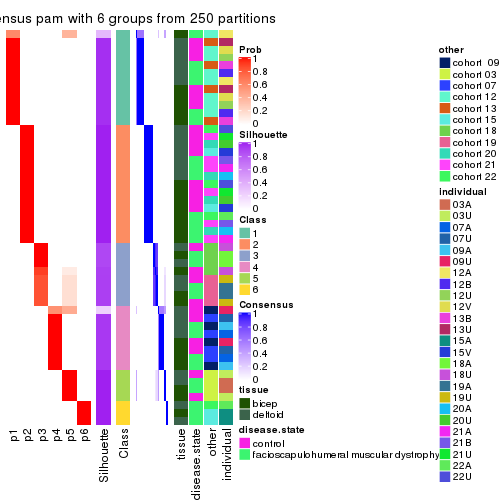 ensus pam with 6 groups from 250 partitions
Prob
1
0.8
0.6
0.4
0.2
0
Silhouette
1
0.8
0.6
0.4
0.2
0
Class
1
2
3
4
5
6
Consensus
1
0.8
0.6
0.4
0.2
0
tissue
bicep
deltoid
disease.state
control
facioscapulohumeral muscular dystrophy
other
cohort 09
cohort 03
cohort 07
cohort 12
cohort 13
cohort 15
cohort 18
cohort 19
cohort 20
cohort 21
cohort 22
individual
03A
03U
07A
07U
09A
09U
12A
12B
12U
12V
13B
13U
15A
15V
18A
18U
19A
19U
20A
20U
21A
21B
21U
22A
22U
p1
p2
p3
p4
p5
p6
Silhouette
Class
tissue
disease.state
other
individual